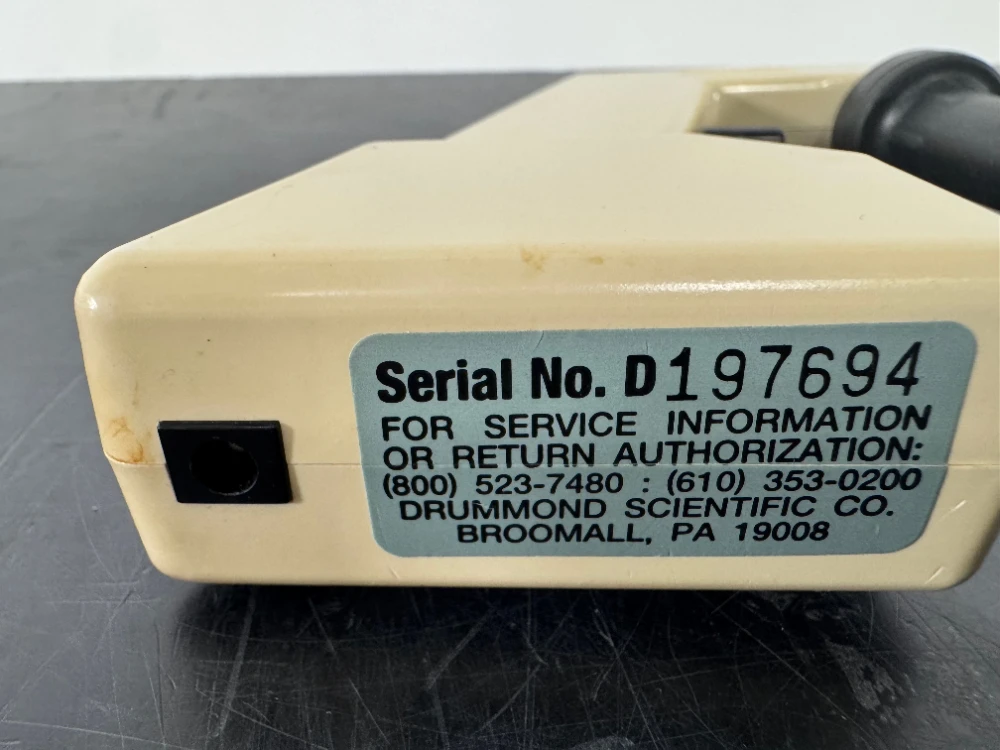 Serial No. D197694
FOR SERVICE INFORMATION
OR RETURN AUTHORIZATION:
(800) 523-7480 : (610) 353-0200
DRUMMOND SCIENTIFIC CO.
BROOMALL, PA 19008